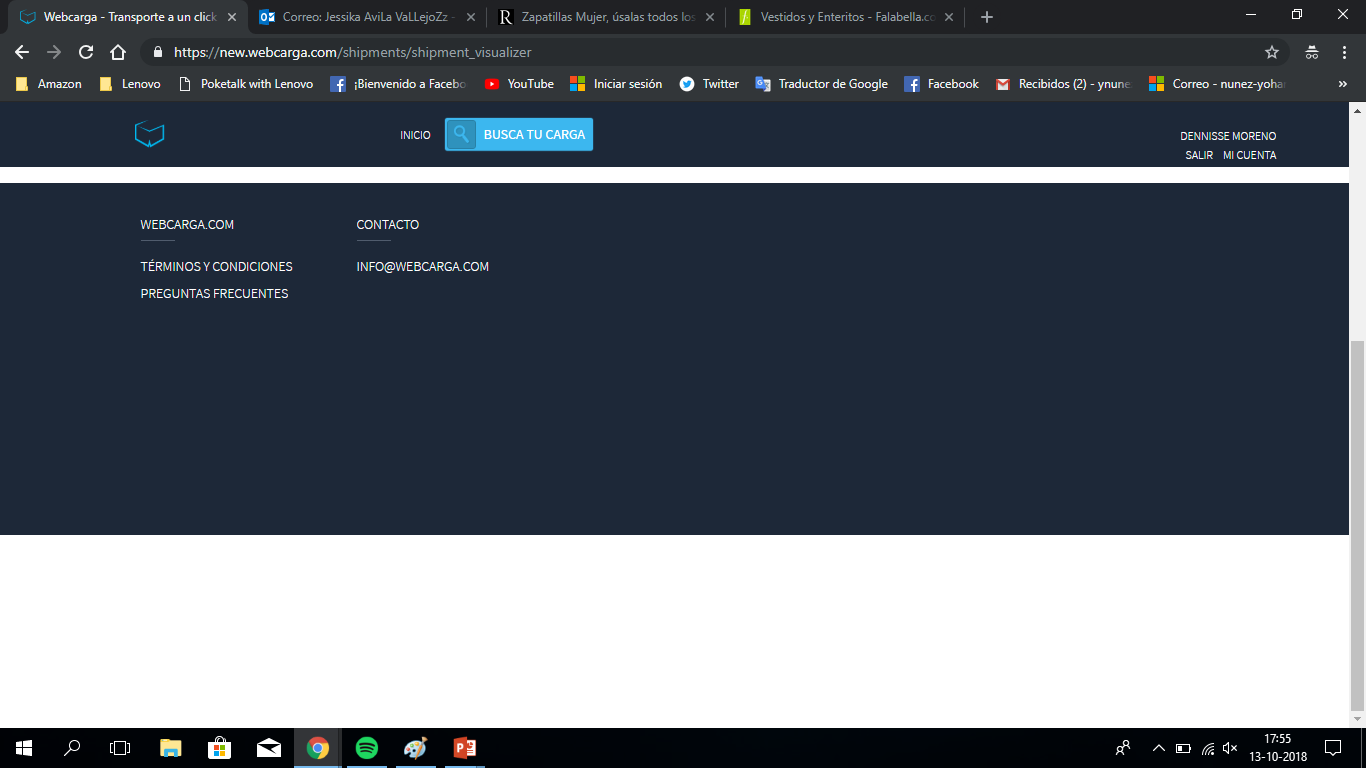 Webcarga - Transporte a un click
Correo: Jessika AviLa VaLLejoZz -
Zapatillas Mujer, úsalas todos los
Vestidos y Enteritos - Falabella.co
https://new.webcarga.com/shipments/shipment_visualizer
Amazon Lenovo Poketalk with Lenovo ¡Bienvenido a Facebo YouTube Iniciar sesión Twitter Traductor de Google Facebook Recibidos (2) - ynune Correo - nunez-yohar »
INICIO BUSCA TU CARGA
DENNISSE MORENO
SALIR MI CUENTA
WEBCARGA.COM
TÉRMINOS Y CONDICIONES
PREGUNTAS FRECUENTES
CONTACTO
INFO@WEBCARGA.COM
17:55
13-10-2018